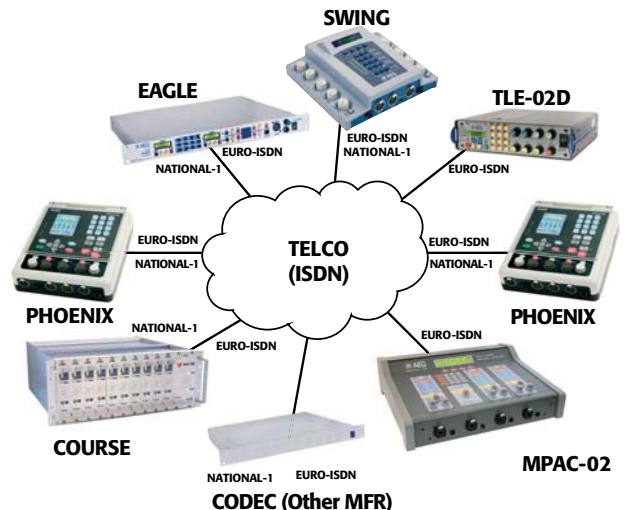 SWING
EAGLE
TLE-02D
EURO-ISDN
NATIONAL-1
EURO-ISDN
NATIONAL-1
EURO-ISDN
EURO-ISDN
NATIONAL-1
TELCO
(ISDN)
EURO-ISDN
NATIONAL-1
PHOENIX
PHOENIX
NATIONAL-1
EURO-ISDN
EURO-ISDN
AEQ
COURSE
MPAC-02
NATIONAL-1 EURO-ISDN
CODEC (Other MFR)